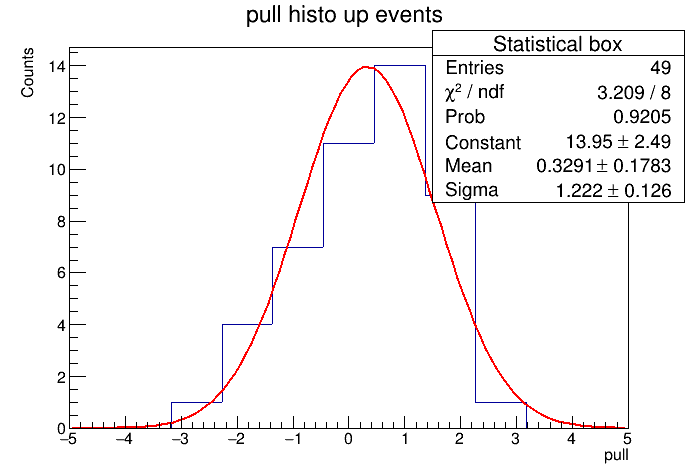 pull histo up events
Statistical box
Entries 49
χ² / ndf 3.209 / 8
Prob 0.9205
Constant 13.95 ± 2.49
Mean 0.3291 ± 0.1783
Sigma 1.222 ± 0.126
Counts
14
12
10
8
6
4
2
0
−5 −4 −3 −2 −1 0 1 2 3 4 5
pull